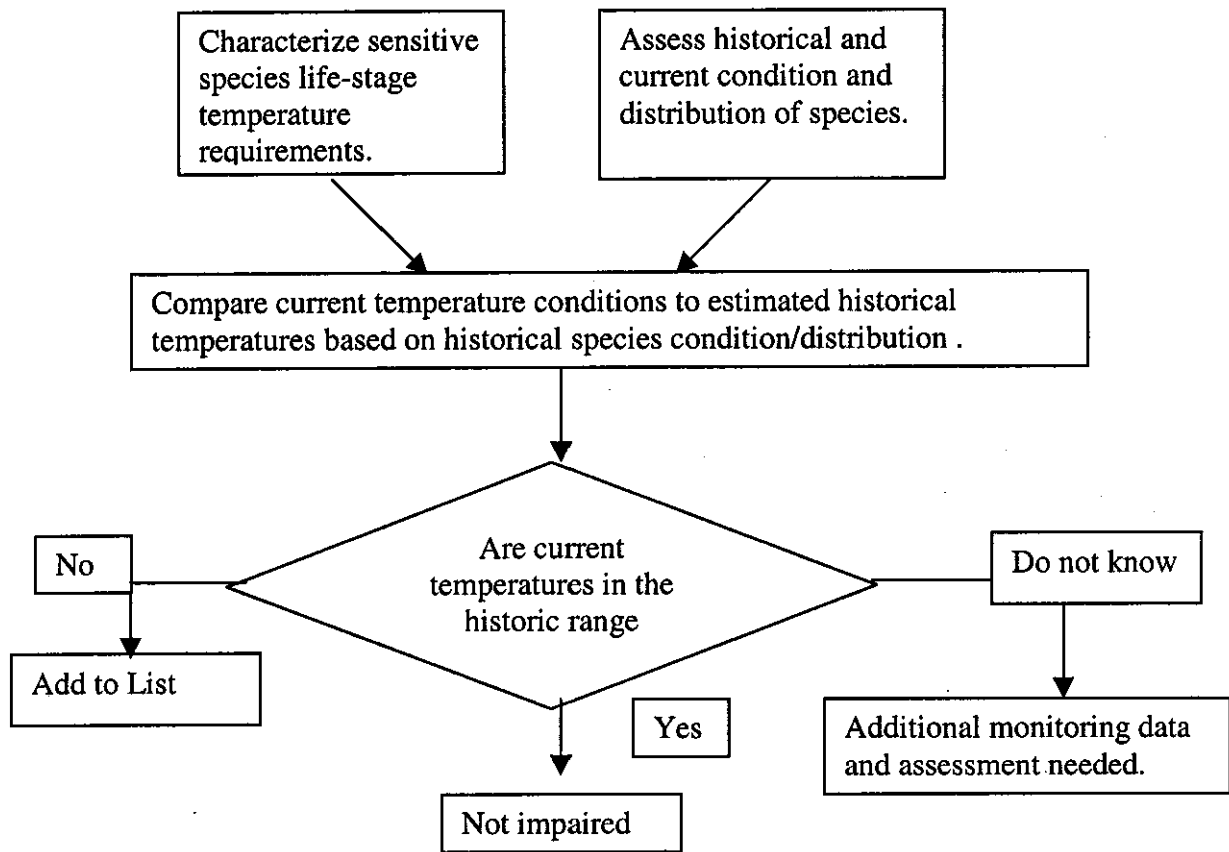 Characterize sensitive
species life-stage
temperature
requirements.
Assess historical and
current condition and
distribution of species.
Compare current temperature conditions to estimated historical
temperatures based on historical species condition/distribution .
Are current
temperatures in the
historic range
No
Do not know
Add to List
Yes
Additional monitoring data
and assessment needed.
Not impaired